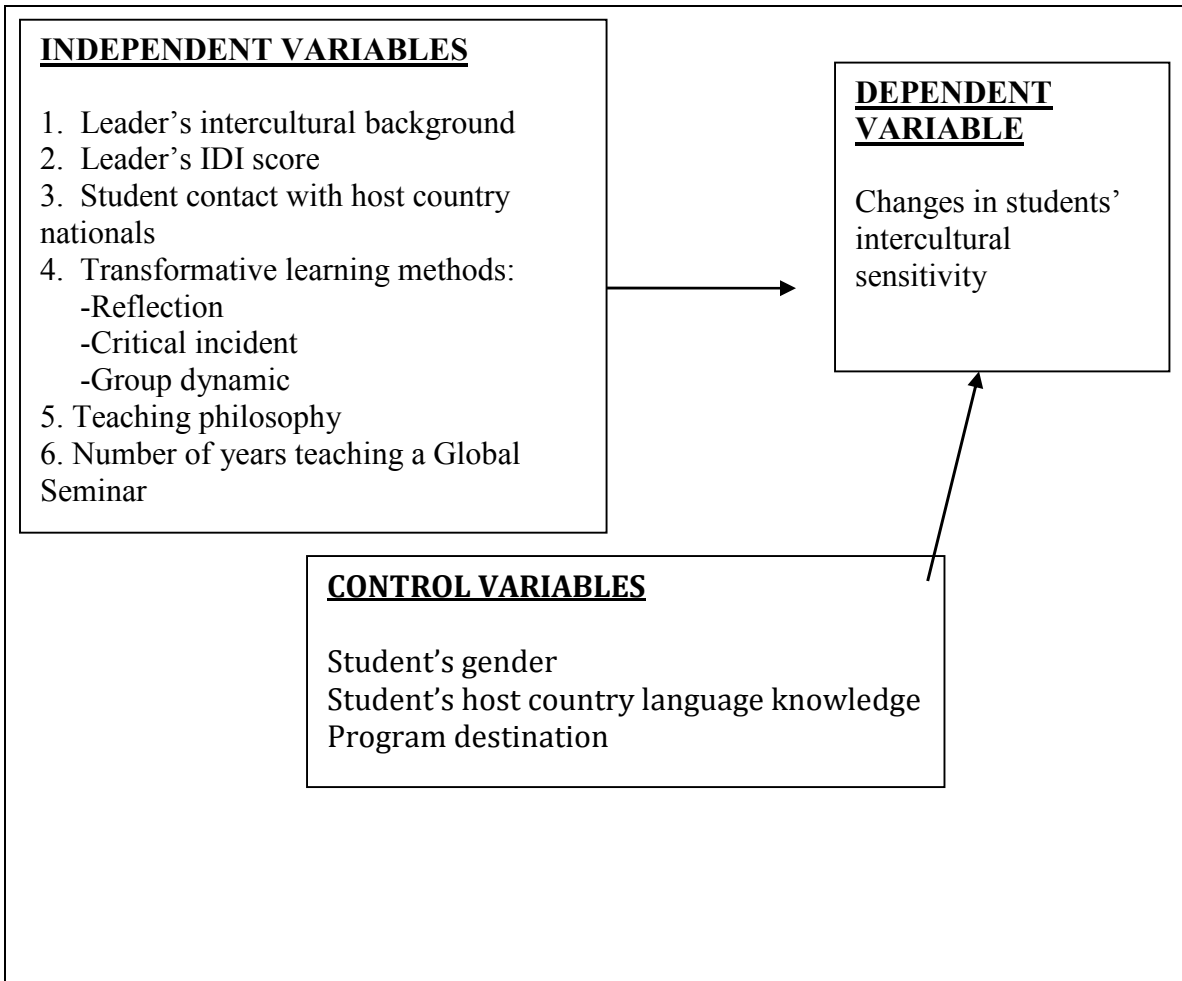 INDEPENDENT VARIABLES
1. Leader’s intercultural background
2. Leader’s IDI score
3. Student contact with host country
nationals
4. Transformative learning methods:
-Reflection
-Critical incident
-Group dynamic
5. Teaching philosophy
6. Number of years teaching a Global
Seminar
DEPENDENT
VARIABLE
Changes in students’
intercultural
sensitivity
CONTROL VARIABLES
Student’s gender
Student’s host country language knowledge
Program destination